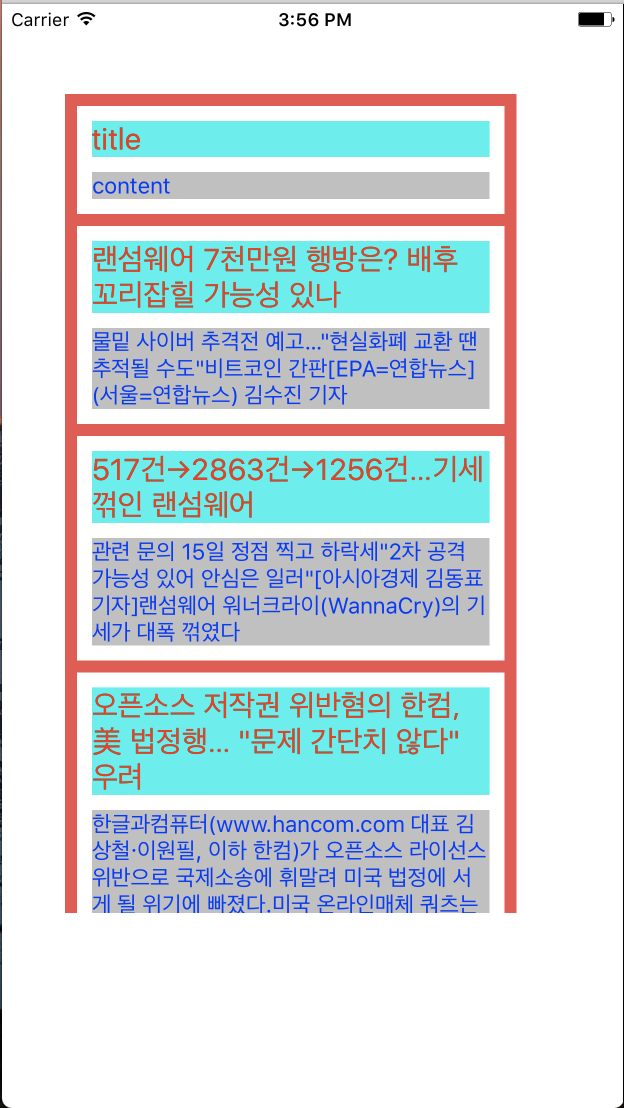 Carrier 3:56 PM
title
content
랜섬웨어 7천만원 행방은? 배후
꼬리잡힐 가능성 있나
물밑 사이버 추격전 예고..."현실화폐 교환 땐
추적될 수도"비트코인 간판[EPA=연합뉴스]
(서울=연합뉴스) 김수진 기자
517건→2863건→1256건...기세
꺾인 랜섬웨어
관련 문의 15일 정점 찍고 하락세"2차 공격
가능성 있어 안심은 일러"[아시아경제 김동표
기자]랜섬웨어 워너크라이(WannaCry)의 기
세가 대폭 꺾였다
오픈소스 저작권 위반혐의 한컴,
美 법정행... "문제 간단치 않다"
우려
한글과컴퓨터(www.hancom.com 대표 김
상철·이원필, 이하 한컴)가 오픈소스 라이선스
위반으로 국제소송에 휘말려 미국 법정에 서
게 될 위기에 빠졌다.미국 온라인매체 쿼츠는